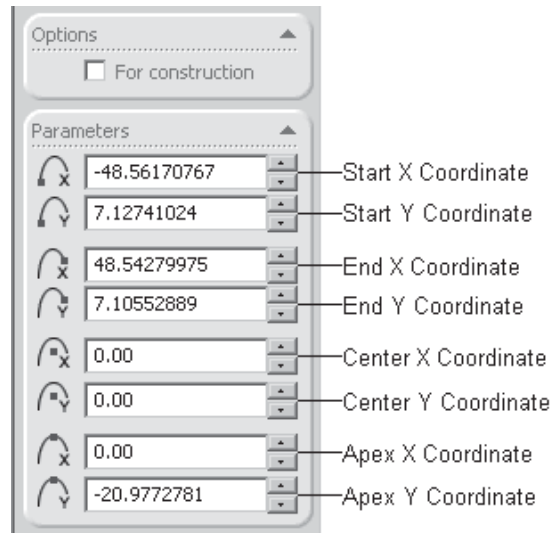 Options
For construction
Parameters
X -48.56170767 Start X Coordinate
Y 7.12741024 Start Y Coordinate
X 48.54279975 End X Coordinate
Y 7.10552889 End Y Coordinate
X 0.00 Center X Coordinate
Y 0.00 Center Y Coordinate
X 0.00 Apex X Coordinate
Y -20.9772781 Apex Y Coordinate